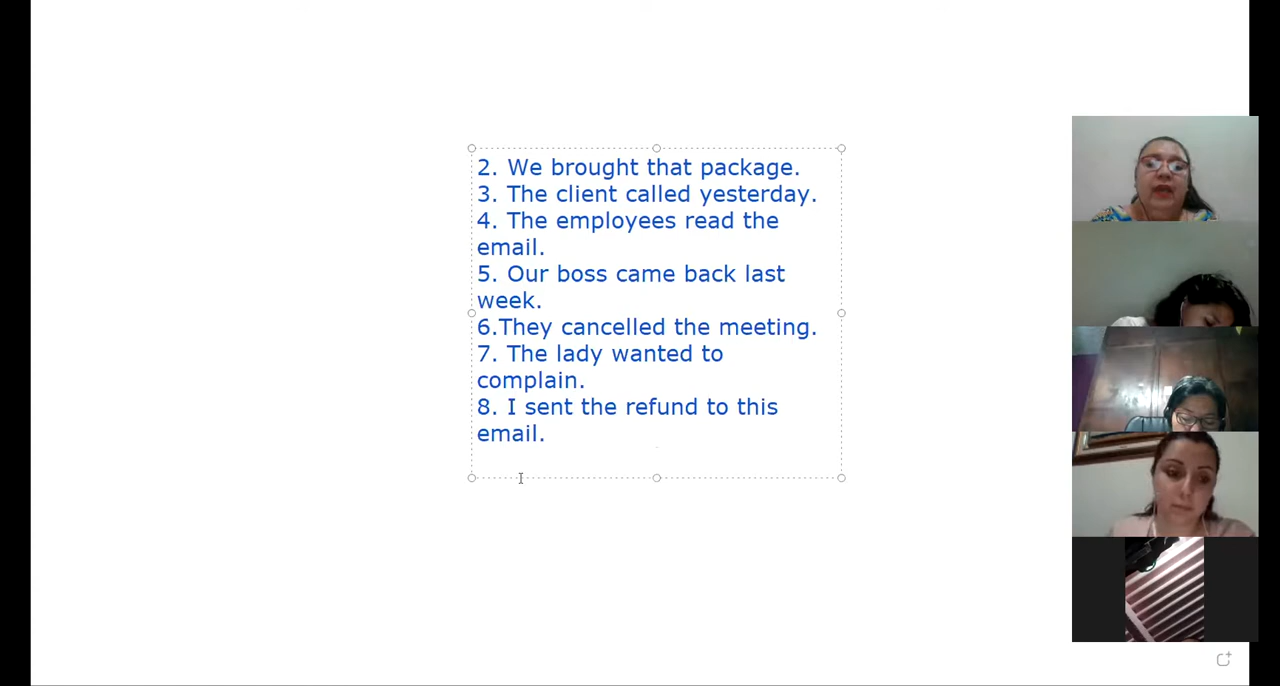 2. We brought that package.
3. The client called yesterday.
4. The employees read the
email.
5. Our boss came back last
week.
6.They cancelled the meeting.
7. The lady wanted to
complain.
8. I sent the refund to this
email.